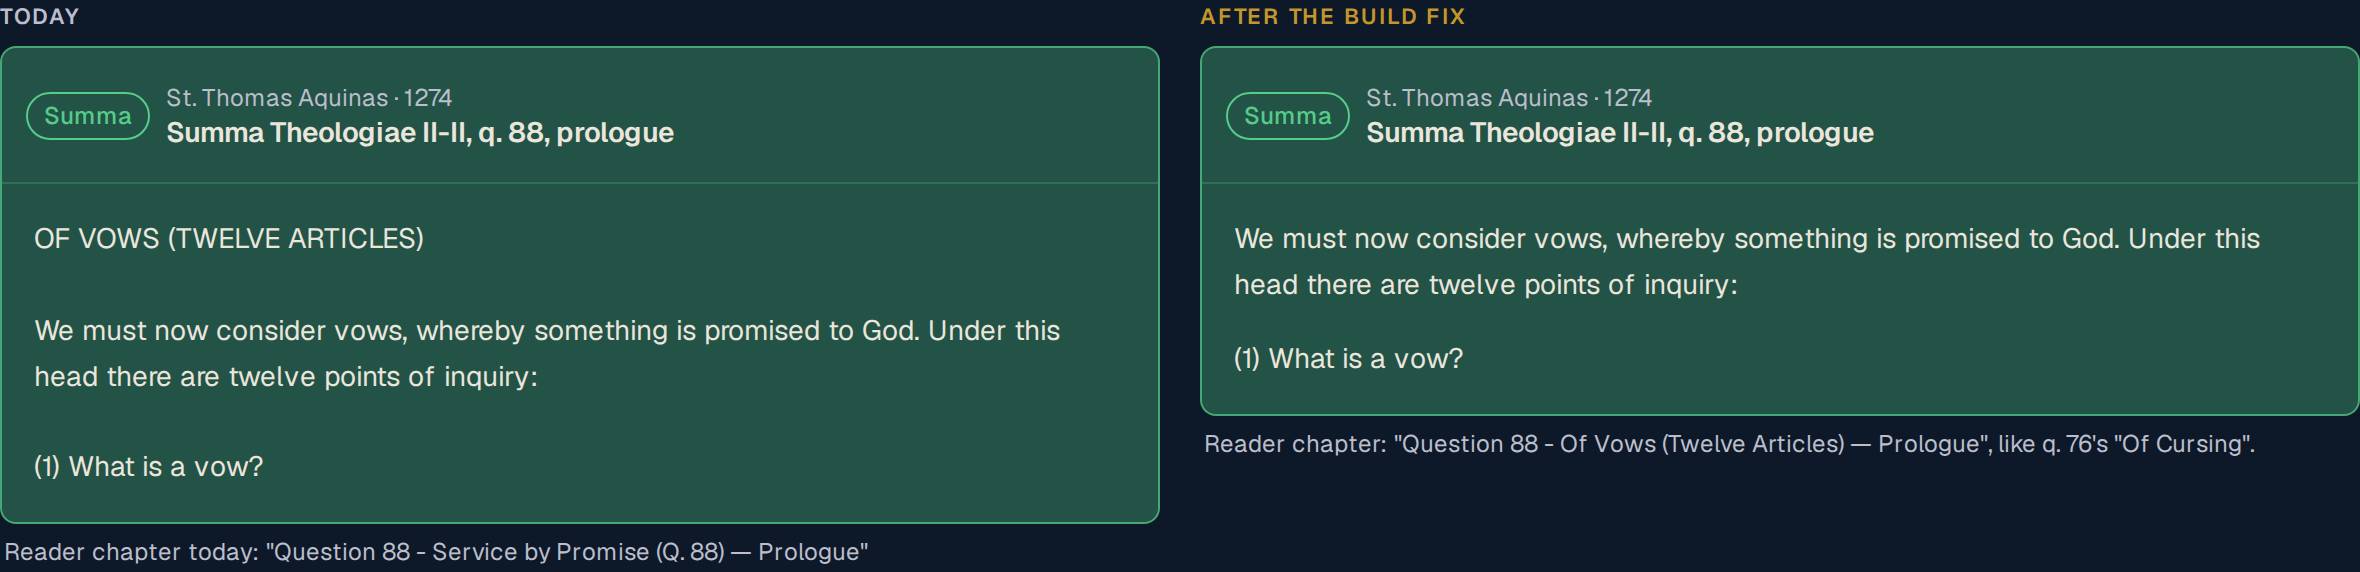 TODAY
Summa
St. Thomas Aquinas · 1274
Summa Theologiae II-II, q. 88, prologue
OF VOWS (TWELVE ARTICLES)
We must now consider vows, whereby something is promised to God. Under this
head there are twelve points of inquiry:
(1) What is a vow?
Reader chapter today: "Question 88 - Service by Promise (Q. 88) — Prologue"
AFTER THE BUILD FIX
Summa
St. Thomas Aquinas · 1274
Summa Theologiae II-II, q. 88, prologue
We must now consider vows, whereby something is promised to God. Under this
head there are twelve points of inquiry:
(1) What is a vow?
Reader chapter: "Question 88 - Of Vows (Twelve Articles) — Prologue", like q. 76's "Of Cursing".